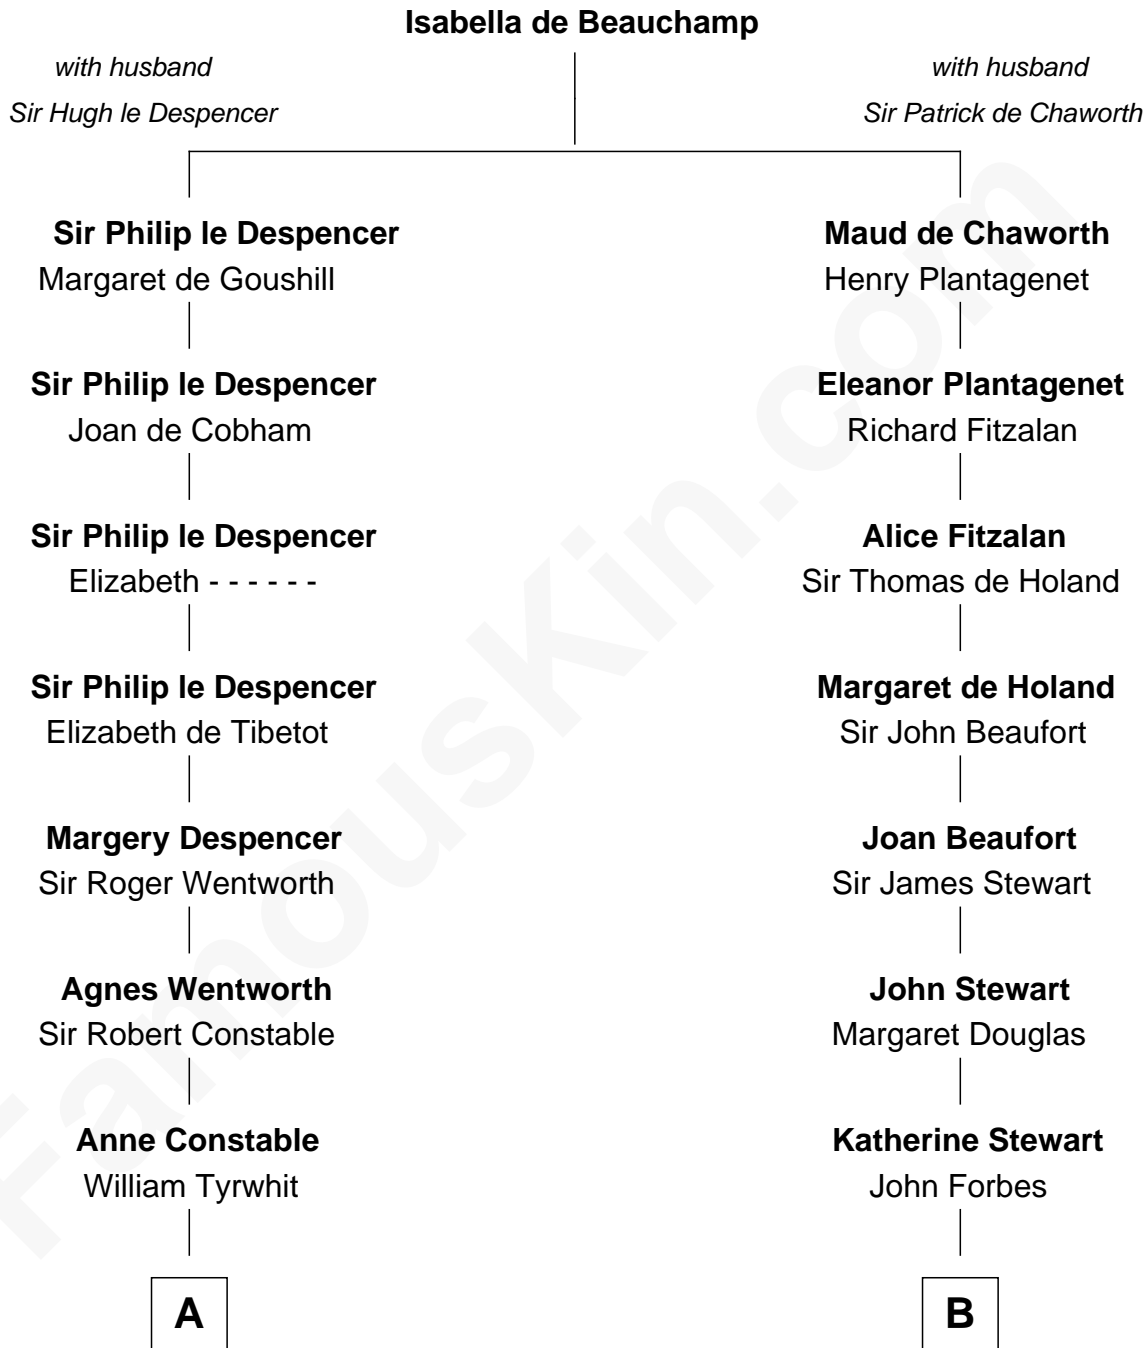 Isabella de Beauchamp
with husband
Sir Hugh le Despencer
with husband
Sir Patrick de Chaworth
Sir Philip le Despencer
Margaret de Goushill
Maud de Chaworth
Henry Plantagenet
Sir Philip le Despencer
Joan de Cobham
Eleanor Plantagenet
Richard Fitzalan
Sir Philip le Despencer
Elizabeth - - - - - -
Alice Fitzalan
Sir Thomas de Holand
Sir Philip le Despencer
Elizabeth de Tibetot
Margaret de Holand
Sir John Beaufort
Margery Despencer
Sir Roger Wentworth
Joan Beaufort
Sir James Stewart
Agnes Wentworth
Sir Robert Constable
John Stewart
Margaret Douglas
Anne Constable
William Tyrwhit
Katherine Stewart
John Forbes
A
B
FamousKin.com